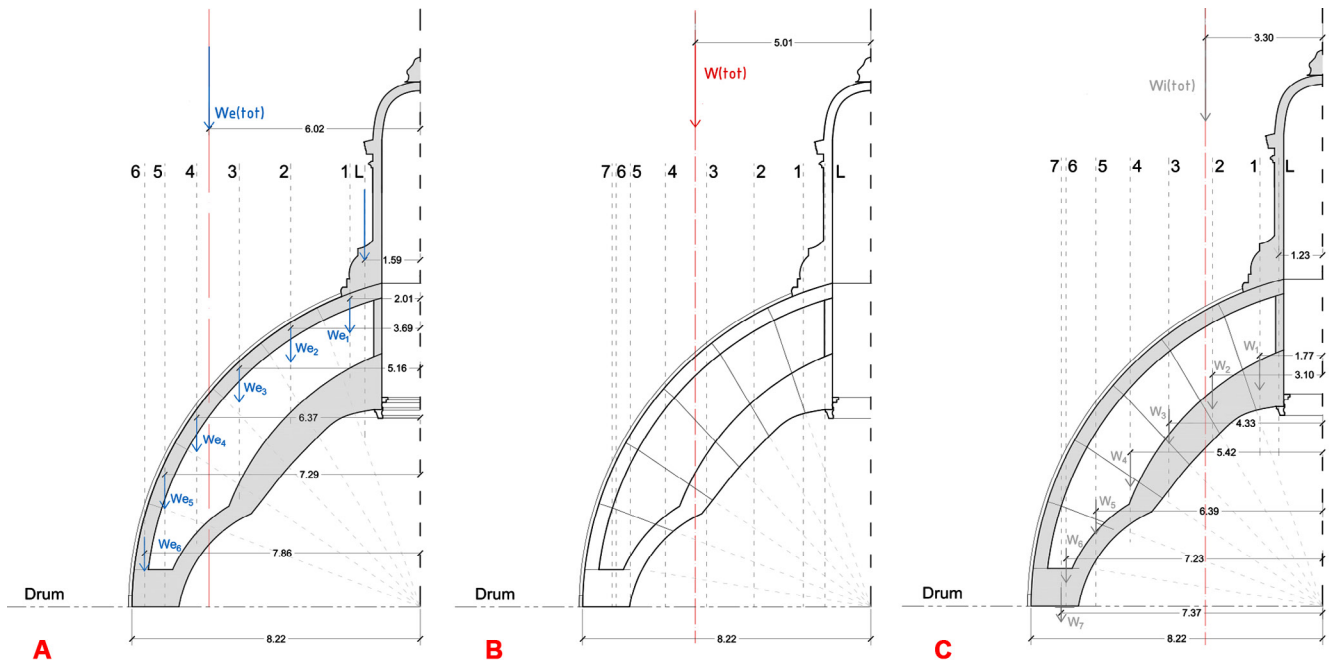 We(tot)
6.02
6 5 4 3 2 1 L
1.59
2.01
We1
3.69
We2
5.16
We3
6.37
We4
7.29
We5
7.86
We6
Drum
8.22
A
5.01
W(tot)
7 6 5 4 3 2 1 L
Drum
8.22
B
3.30
Wi(tot)
7 6 5 4 3 2 1 L
1.23
W1
1.77
W2
3.10
W3
4.33
W4
5.42
W5
6.39
W6
7.23
Drum
7.37
W7
8.22
C